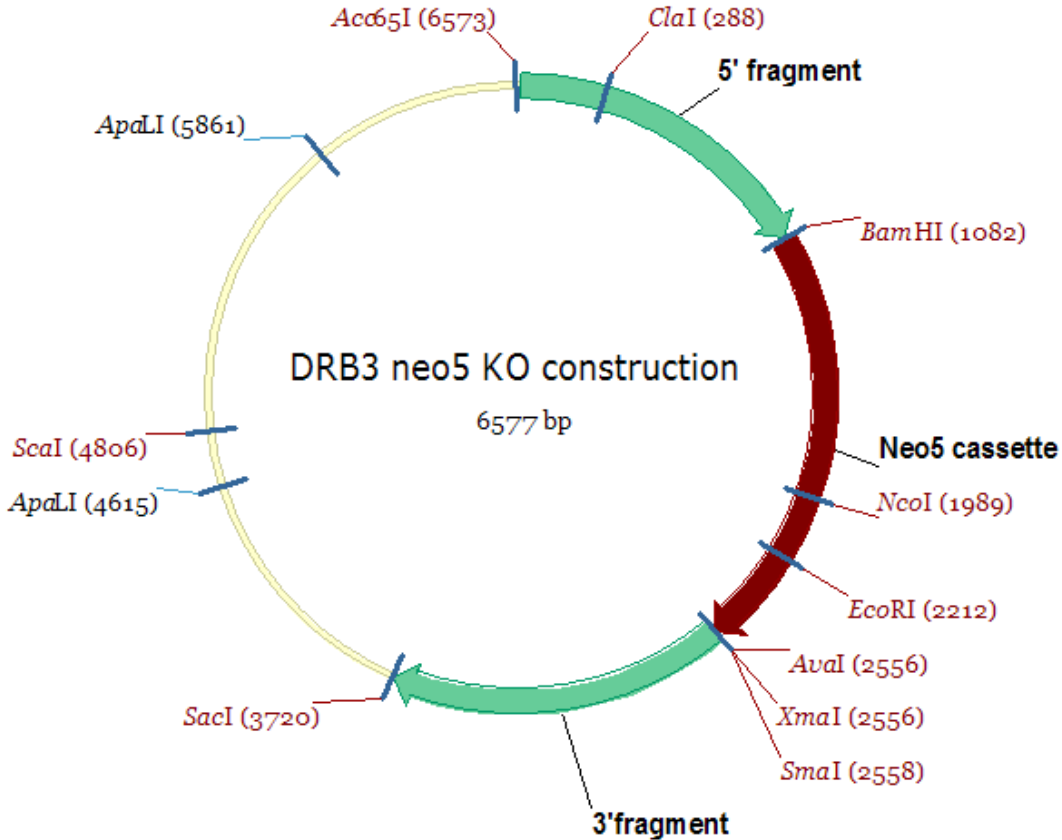 Acc65I (6573)
ClaI (288)
5' fragment
ApaLI (5861)
BamHI (1082)
DRB3 neo5 KO construction
6577 bp
Neo5 cassette
ScaI (4806)
ApaLI (4615)
NcoI (1989)
EcoRI (2212)
AvaI (2556)
XmaI (2556)
SacI (3720)
SmaI (2558)
3'fragment